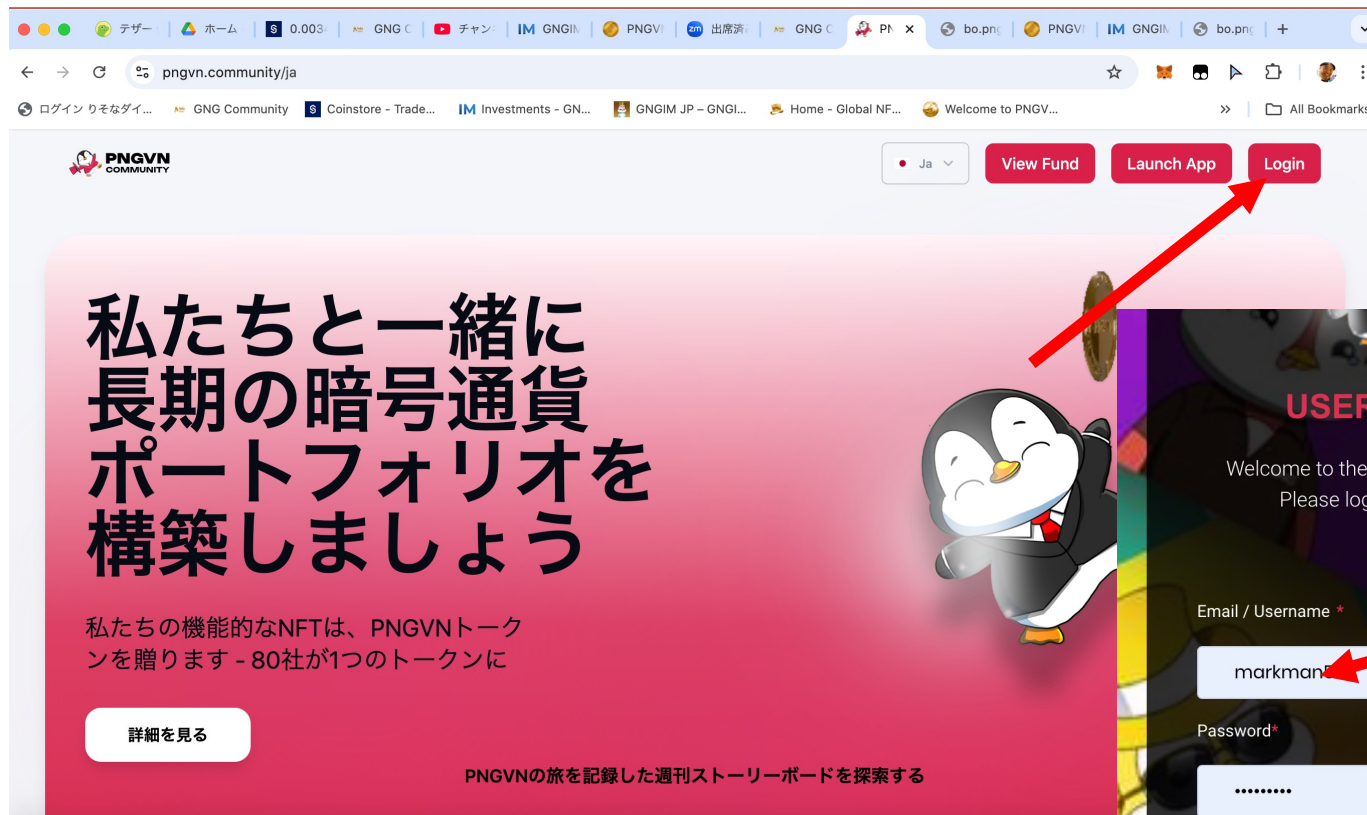 テザー
ホーム
0.003
GNG C
チャン
GNGIM
PNGV
zm
出席済
GNG C
PN
bo.png
PNGV
GNGIM
bo.png
pngvn.community/ja
ログイン りそなダイ...
GNG Community
Coinstore - Trade...
IM Investments - GN...
GNGIM JP – GNGI...
Home - Global NF...
Welcome to PNGV...
All Bookmarks
PNGVN
COMMUNITY
Ja
View Fund
Launch App
Login
私たちと一緒に
長期の暗号通貨
ポートフォリオを
構築しましょう
私たちの機能的なNFTは、PNGVNトーク
ンを贈ります - 80社が1つのトークンに
詳細を見る
PNGVNの旅を記録した週刊ストーリーボードを探索する
USER
Welcome to the
Please log
Email / Username *
markman
Password*